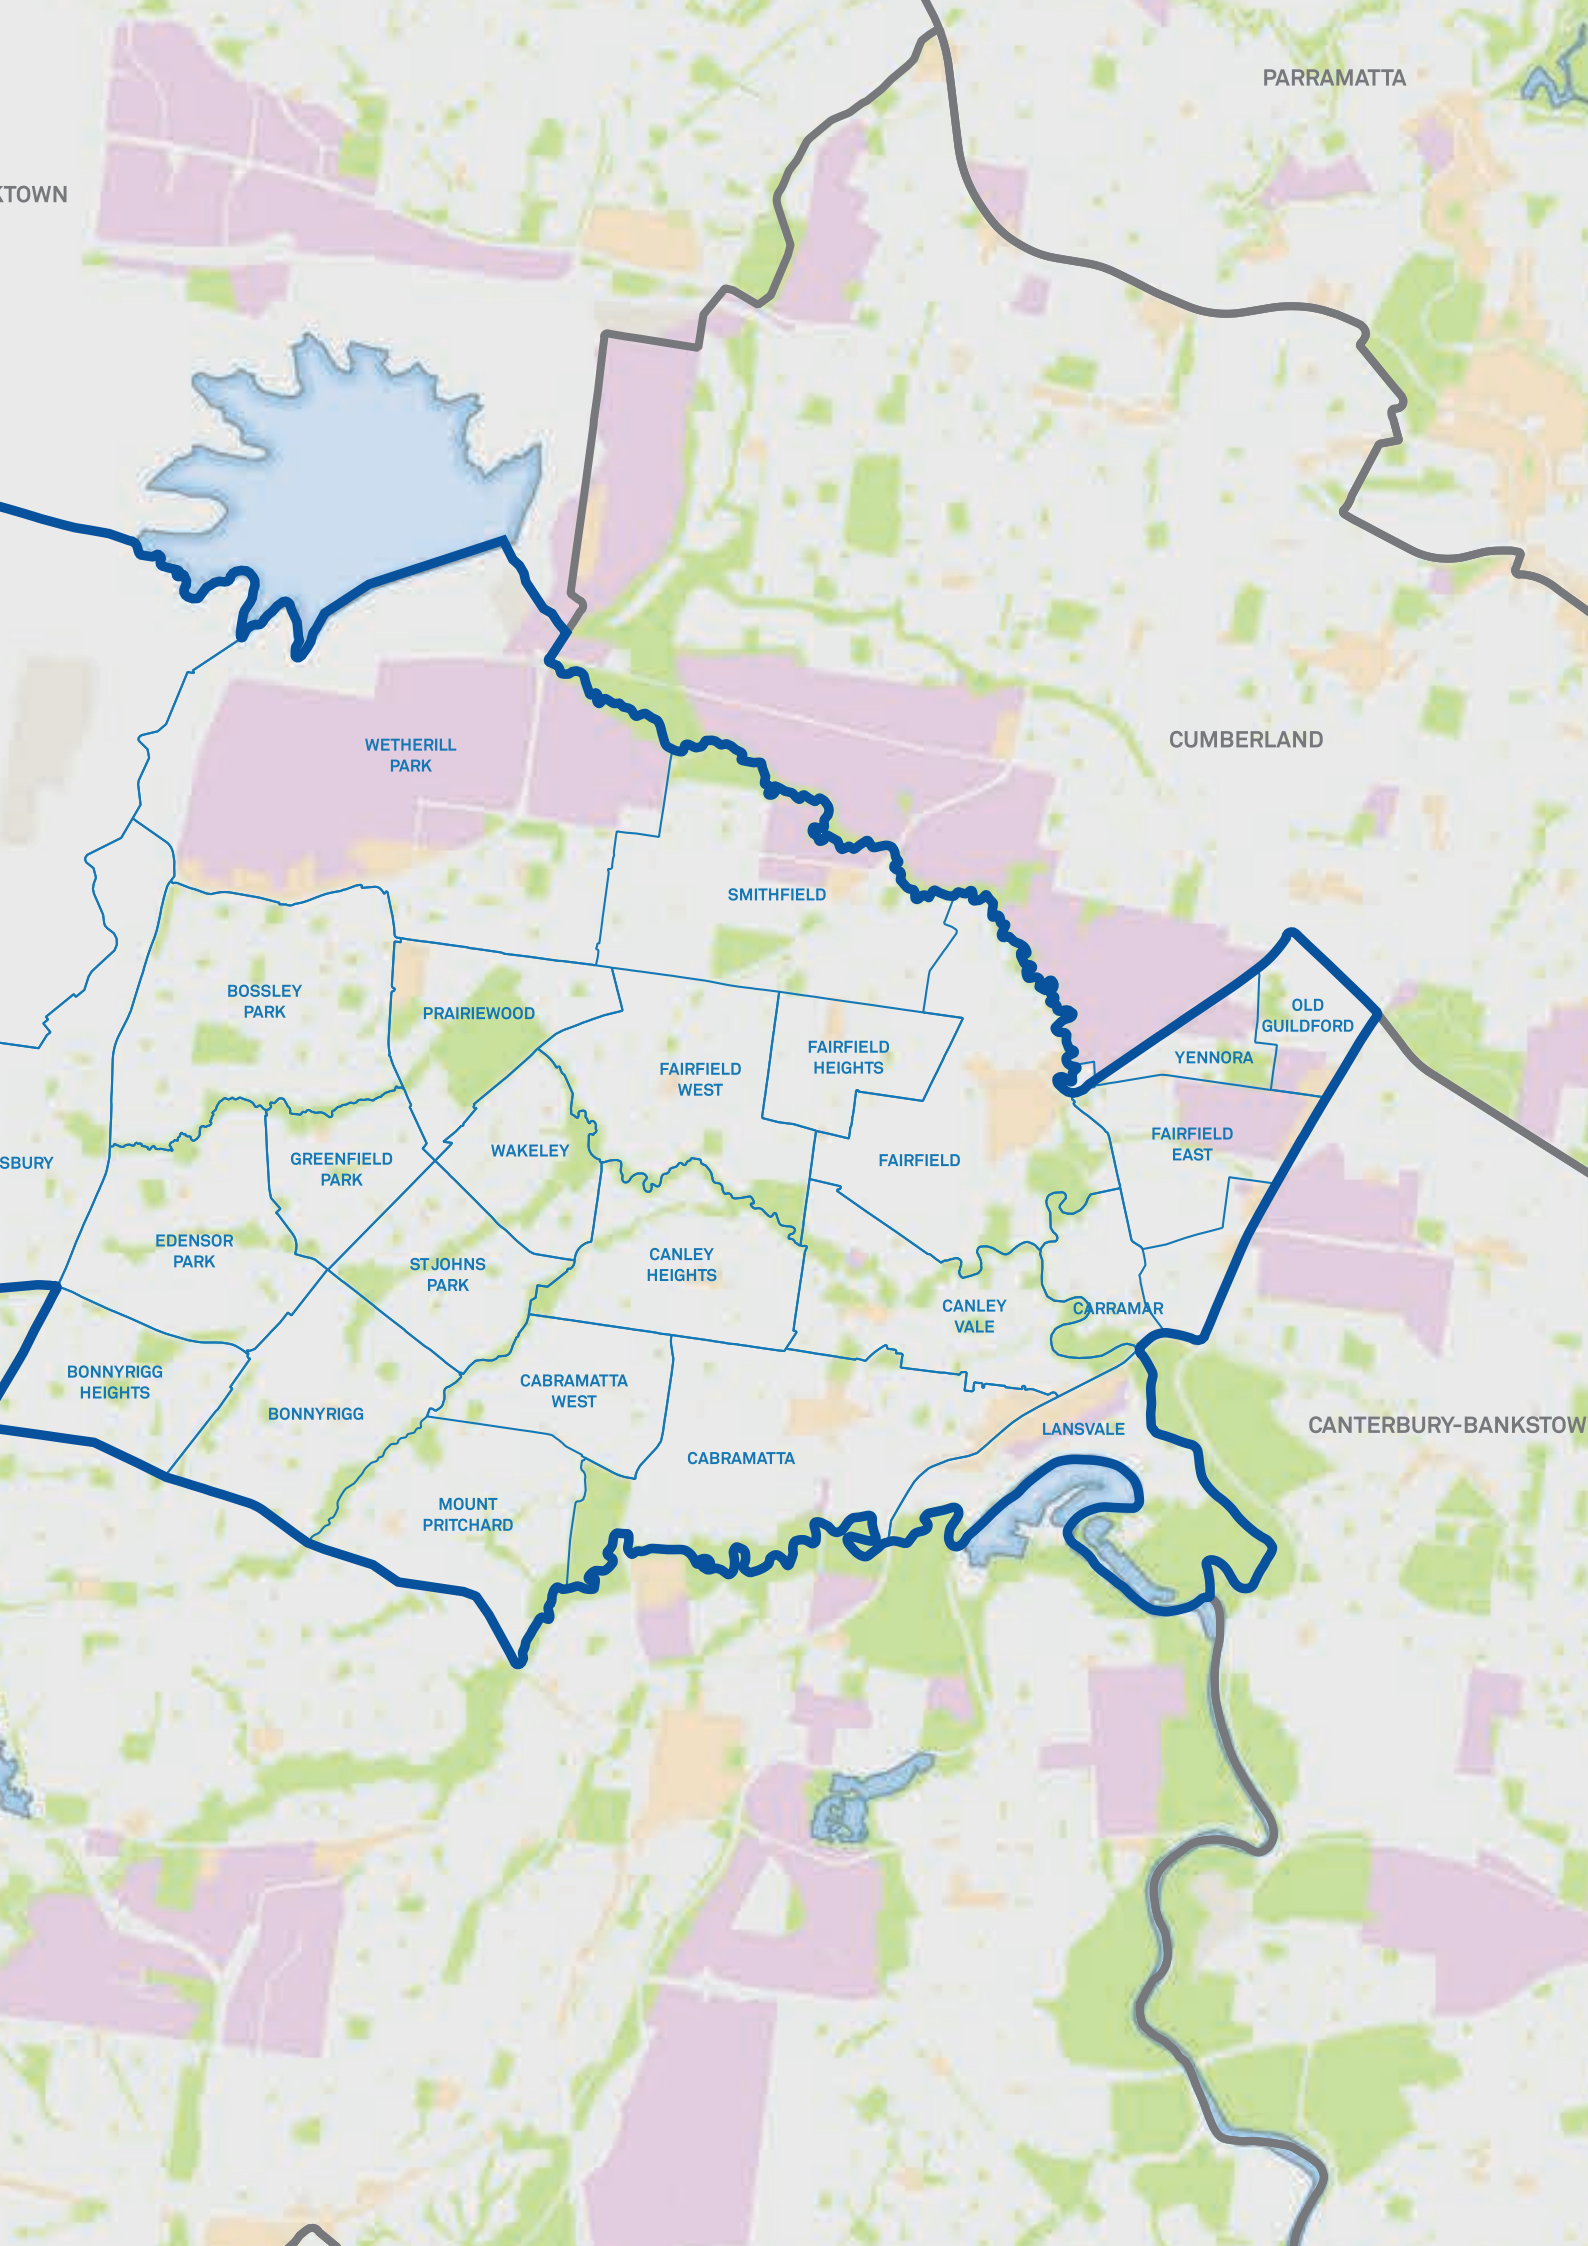 PARRAMATTA
KTOWN
CUMBERLAND
WETHERILL
PARK
SMITHFIELD
BOSSLEY
PARK
PRAIRIEWOOD
OLD
GUILDFORD
YENNORA
FAIRFIELD
HEIGHTS
FAIRFIELD
WEST
FAIRFIELD
EAST
WAKELEY
FAIRFIELD
SBURY
GREENFIELD
PARK
EDENSOR
PARK
ST JOHNS
PARK
CANLEY
HEIGHTS
CANLEY
VALE
CARRAMAR
BONNYRIGG
HEIGHTS
CABRAMATTA
WEST
BONNYRIGG
LANSVALE
CANTERBURY-BANKSTOW
CABRAMATTA
MOUNT
PRITCHARD